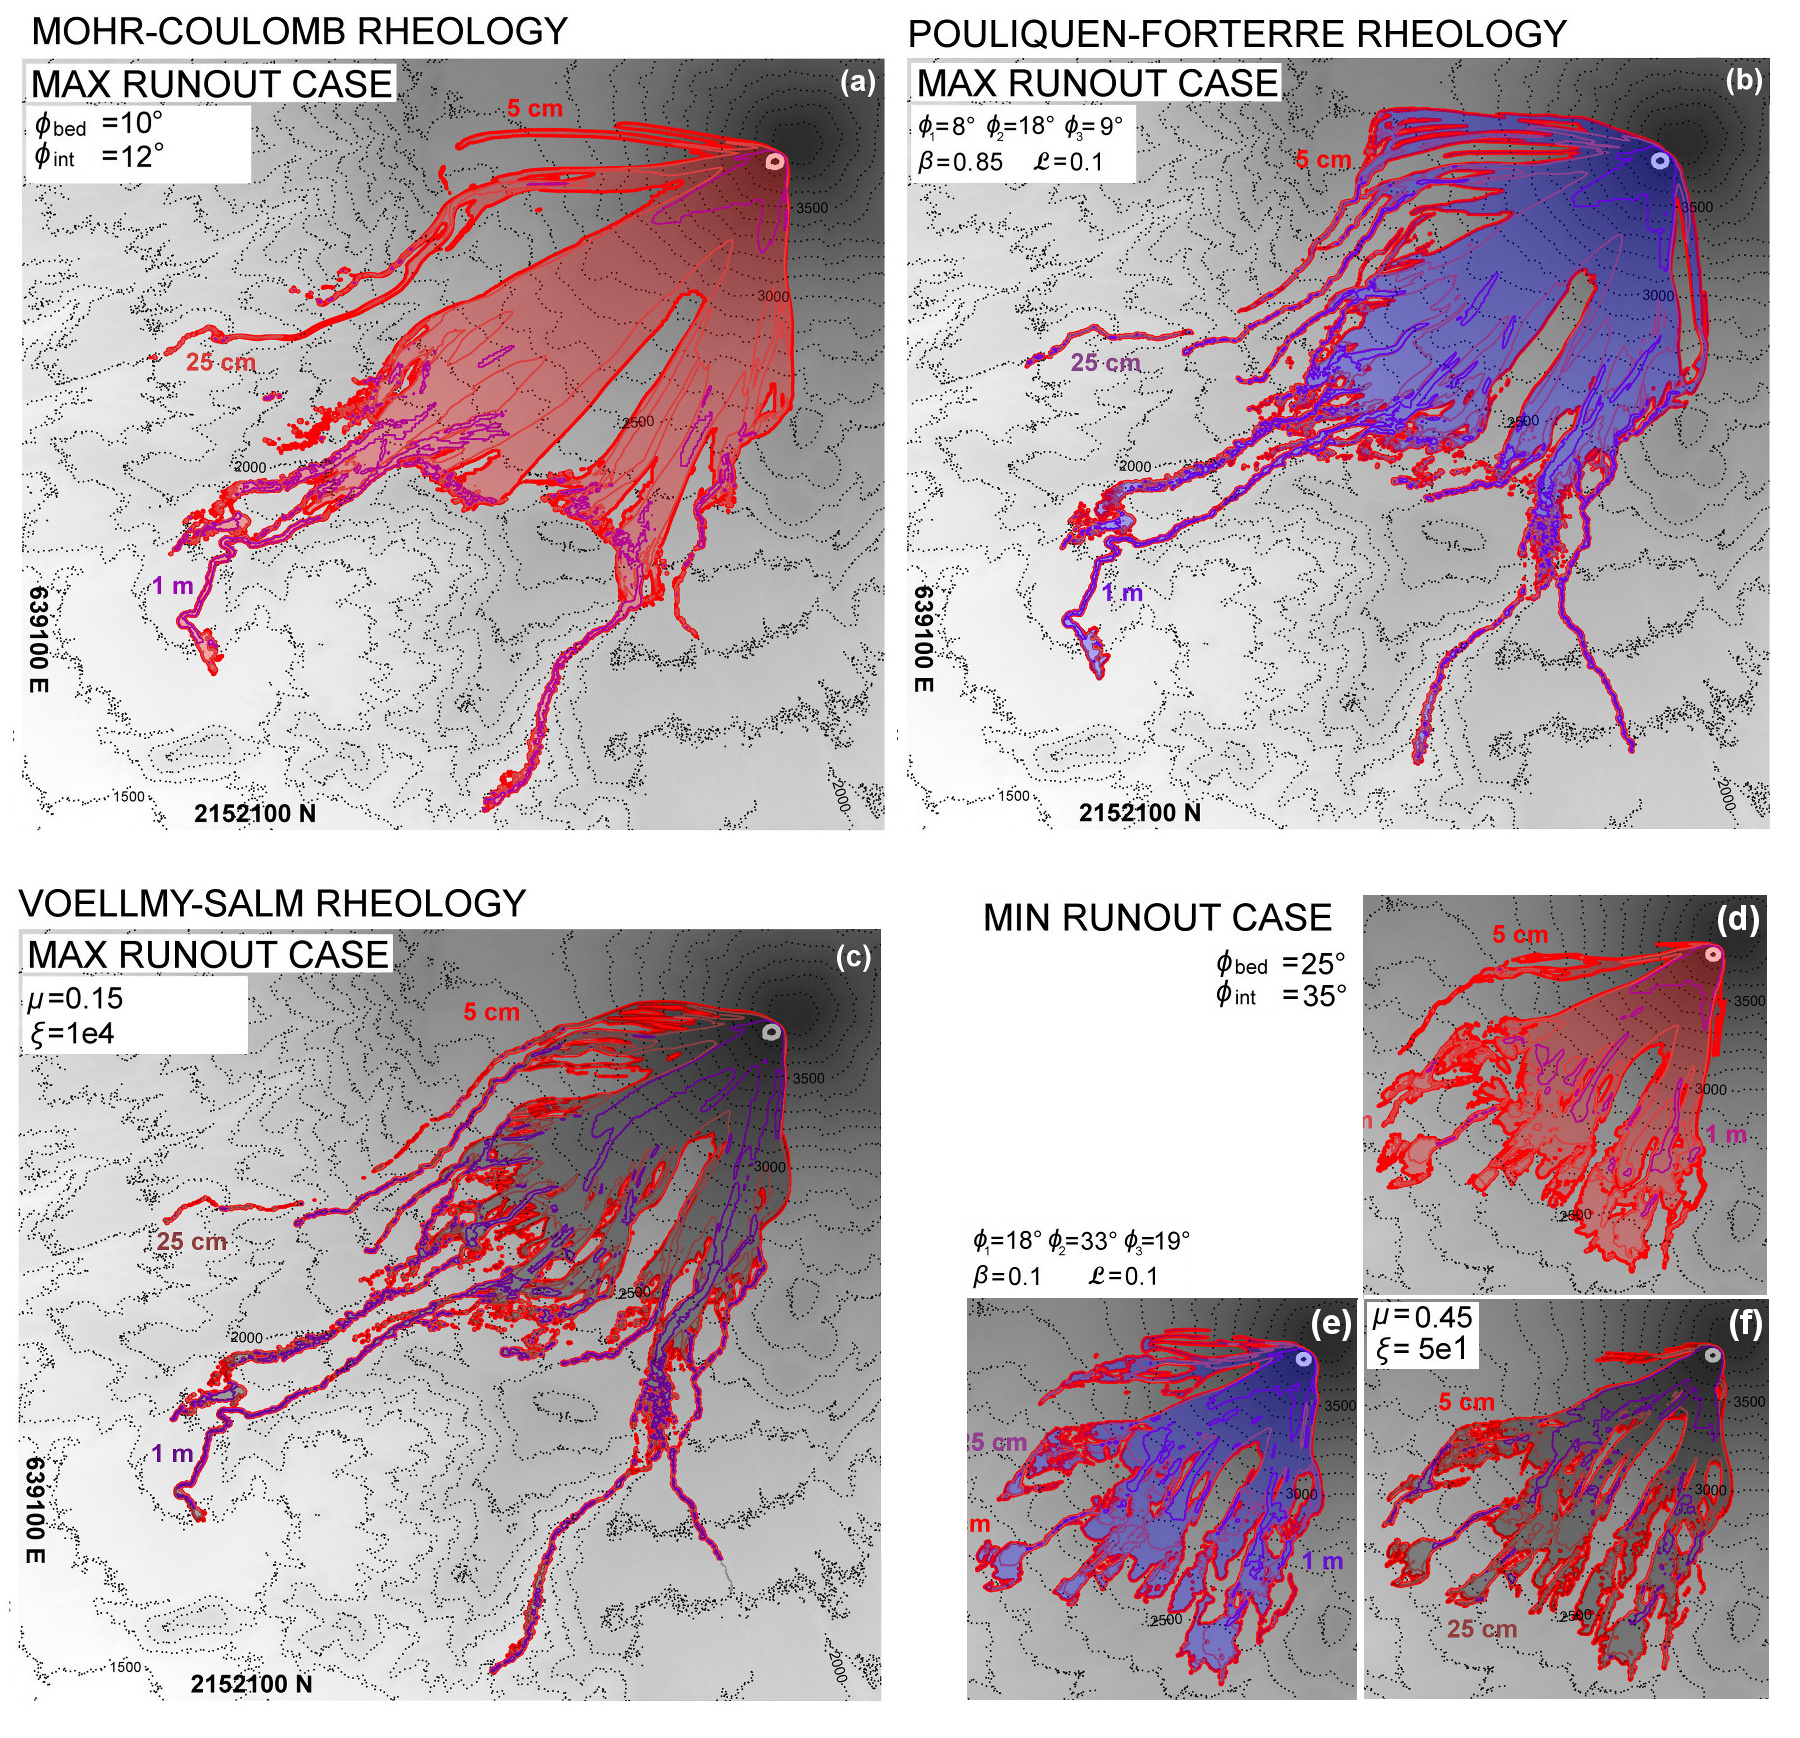 MOHR-COULOMB RHEOLOGY
MAX RUNOUT CASE
(a)
ϕbed =10°
ϕint =12°
5 cm
3500
3000
25 cm
2500
2000
1 m
639100 E
1500
2152100 N
2000
POULIQUEN-FORTERRE RHEOLOGY
MAX RUNOUT CASE
(b)
ϕ1=8° ϕ2=18° ϕ3=9°
β=0.85 ℒ=0.1
5 cm
3500
3000
25 cm
2500
2000
1 m
639100 E
1500
2152100 N
2000
VOELLMY-SALM RHEOLOGY
MAX RUNOUT CASE
(c)
μ=0.15
ξ=1e4
5 cm
3500
3000
25 cm
2500
2000
1 m
639100 E
1500
2152100 N
2000
MIN RUNOUT CASE
ϕbed =25°
ϕint =35°
(d)
5 cm
3500
3000
m
1 m
2500
ϕ1=18° ϕ2=33° ϕ3=19°
β=0.1 ℒ=0.1
(e)
3500
5 cm
3000
m
1 m
2500
μ=0.45
ξ=5e1
(f)
5 cm
3500
3000
2500
25 cm